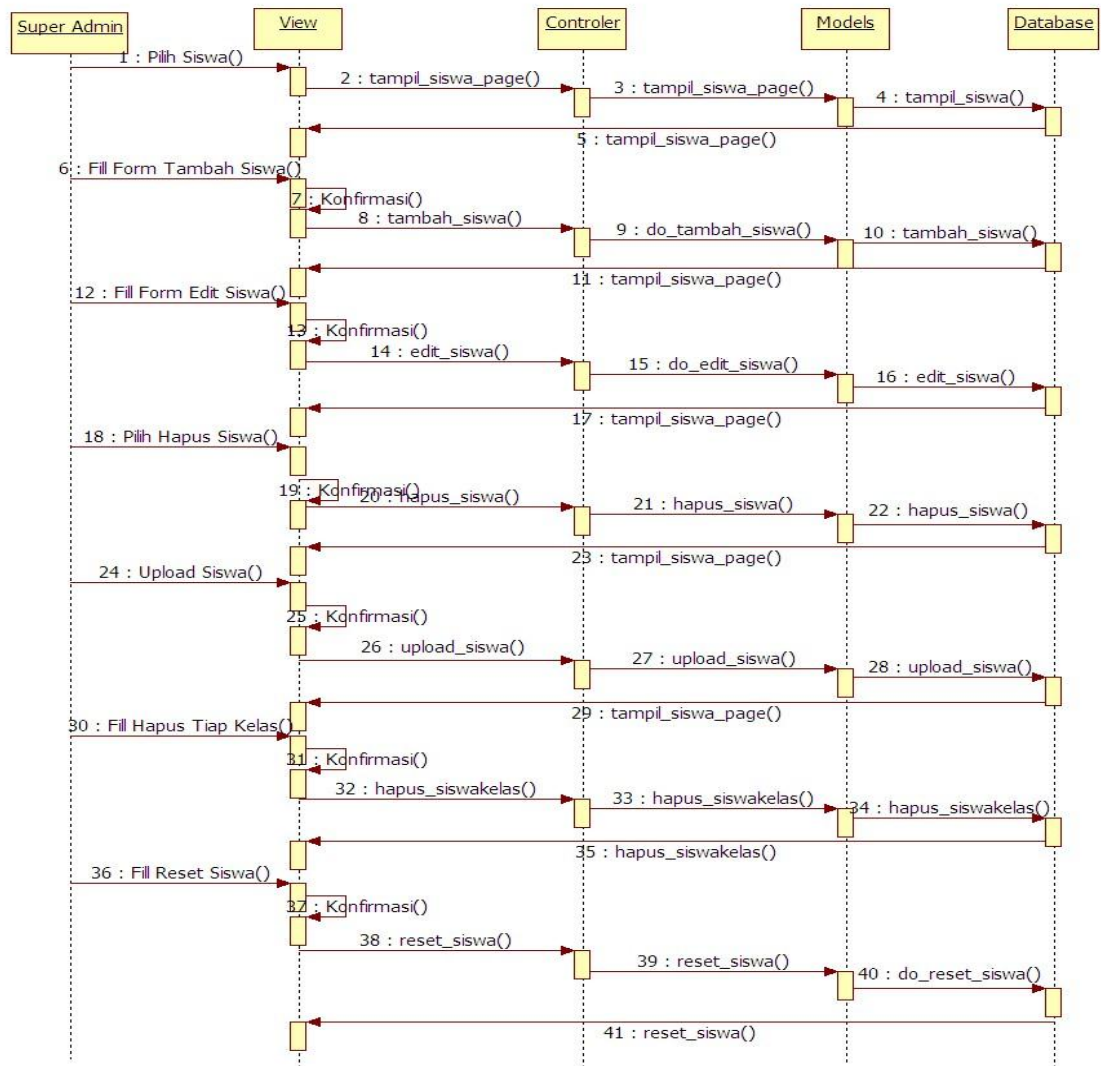 Super Admin
View
Controler
Models
Database
1 : Pilih Siswa()
2 : tampil_siswa_page()
3 : tampil_siswa_page()
4 : tampil_siswa()
5 : tampil_siswa_page()
6 : Fill Form Tambah Siswa()
7 : Konfirmasi()
8 : tambah_siswa()
9 : do_tambah_siswa()
10 : tambah_siswa()
11 : tampil_siswa_page()
12 : Fill Form Edit Siswa()
13 : Konfirmasi()
14 : edit_siswa()
15 : do_edit_siswa()
16 : edit_siswa()
17 : tampil_siswa_page()
18 : Pilih Hapus Siswa()
19 : Konfirmasi()
20 : hapus_siswa()
21 : hapus_siswa()
22 : hapus_siswa()
23 : tampil_siswa_page()
24 : Upload Siswa()
25 : Konfirmasi()
26 : upload_siswa()
27 : upload_siswa()
28 : upload_siswa()
29 : tampil_siswa_page()
30 : Fill Hapus Tiap Kelas()
31 : Konfirmasi()
32 : hapus_siswakelas()
33 : hapus_siswakelas()
34 : hapus_siswakelas()
35 : hapus_siswakelas()
36 : Fill Reset Siswa()
37 : Konfirmasi()
38 : reset_siswa()
39 : reset_siswa()
40 : do_reset_siswa()
41 : reset_siswa()